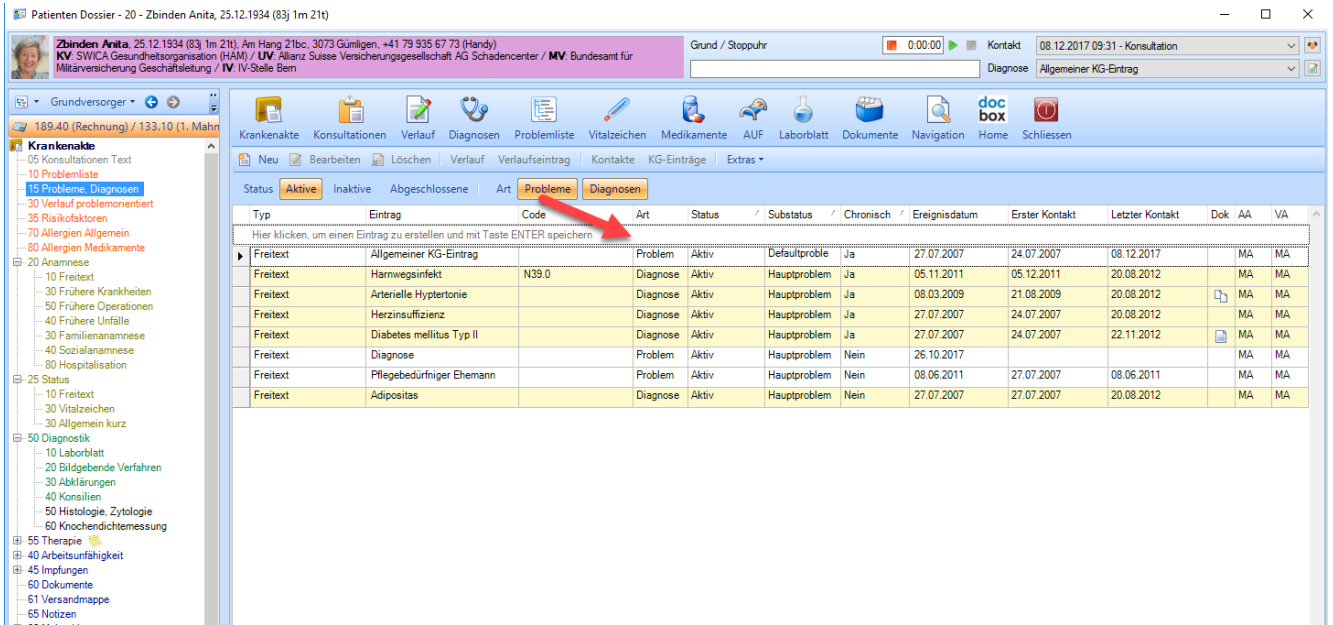 Patienten Dossier - 20 - Zbinden Anita, 25.12.1934 (83j 1m 21t)
Zbinden Anita, 25.12.1934 (83j 1m 21t), Am Hang 21bc, 3073 Gümligen, +41 79 935 67 73 (Handy)
KV: SWICA Gesundheitsorganisation (HAM) / UV: Allianz Suisse Versicherungsgesellschaft AG Schadencenter / MV: Bundesamt für
Militärversicherung Geschäftsleitung / IV: IV-Stelle Bern
Grund / Stoppuhr 0:00:00 Kontakt 08.12.2017 09:31 - Konsultation
Diagnose Allgemeiner KG-Eintrag
Grundversorger
189.40 (Rechnung) / 133.10 (1. Mahn
Krankenakte
05 Konsultationen Text
10 Problemliste
15 Probleme, Diagnosen
30 Verlauf problemorientiert
35 Risikofaktoren
70 Allergien Allgemein
80 Allergien Medikamente
20 Anamnese
10 Freitext
30 Frühere Krankheiten
50 Frühere Operationen
40 Frühere Unfälle
30 Familienanamnese
40 Sozialanamnese
80 Hospitalisation
25 Status
10 Freitext
30 Vitalzeichen
30 Allgemein kurz
50 Diagnostik
10 Laborblatt
20 Bildgebende Verfahren
30 Abklärungen
40 Konsilien
50 Histologie, Zytologie
60 Knochendichtemessung
55 Therapie
40 Arbeitsunfähigkeit
45 Impfungen
60 Dokumente
61 Versandmappe
65 Notizen
doc
box
Krankenakte Konsultationen Verlauf Diagnosen Problemliste Vitalzeichen Medikamente AUF Laborblatt Dokumente Navigation Home Schliessen
Neu Bearbeiten Löschen Verlauf Verlaufseintrag Kontakte KG-Einträge Extras
Status Aktive Inaktive Abgeschlossene Art Probleme Diagnosen
Typ Eintrag Code Art Status Substatus Chronisch Ereignisdatum Erster Kontakt Letzter Kontakt Dok AA VA
Hier klicken, um einen Eintrag zu erstellen und mit Taste ENTER speichern
Freitext Allgemeiner KG-Eintrag Problem Aktiv Defaultproble Ja 27.07.2007 24.07.2007 08.12.2017 MA MA
Freitext Harnwegsinfekt N39.0 Diagnose Aktiv Hauptproblem Ja 05.11.2011 05.12.2011 20.08.2012 MA MA
Freitext Arterielle Hyptertonie Diagnose Aktiv Hauptproblem Ja 08.03.2009 21.08.2009 20.08.2012 MA MA
Freitext Herzinsuffizienz Diagnose Aktiv Hauptproblem Ja 27.07.2007 24.07.2007 20.08.2012 MA MA
Freitext Diabetes mellitus Typ II Diagnose Aktiv Hauptproblem Ja 27.07.2007 24.07.2007 22.11.2012 MA MA
Freitext Diagnose Problem Aktiv Hauptproblem Nein 26.10.2017 MA MA
Freitext Pflegebedürfniger Ehemann Problem Aktiv Hauptproblem Nein 08.06.2011 27.07.2007 08.06.2011 MA MA
Freitext Adipositas Diagnose Aktiv Hauptproblem Nein 27.07.2007 27.07.2007 20.08.2012 MA MA